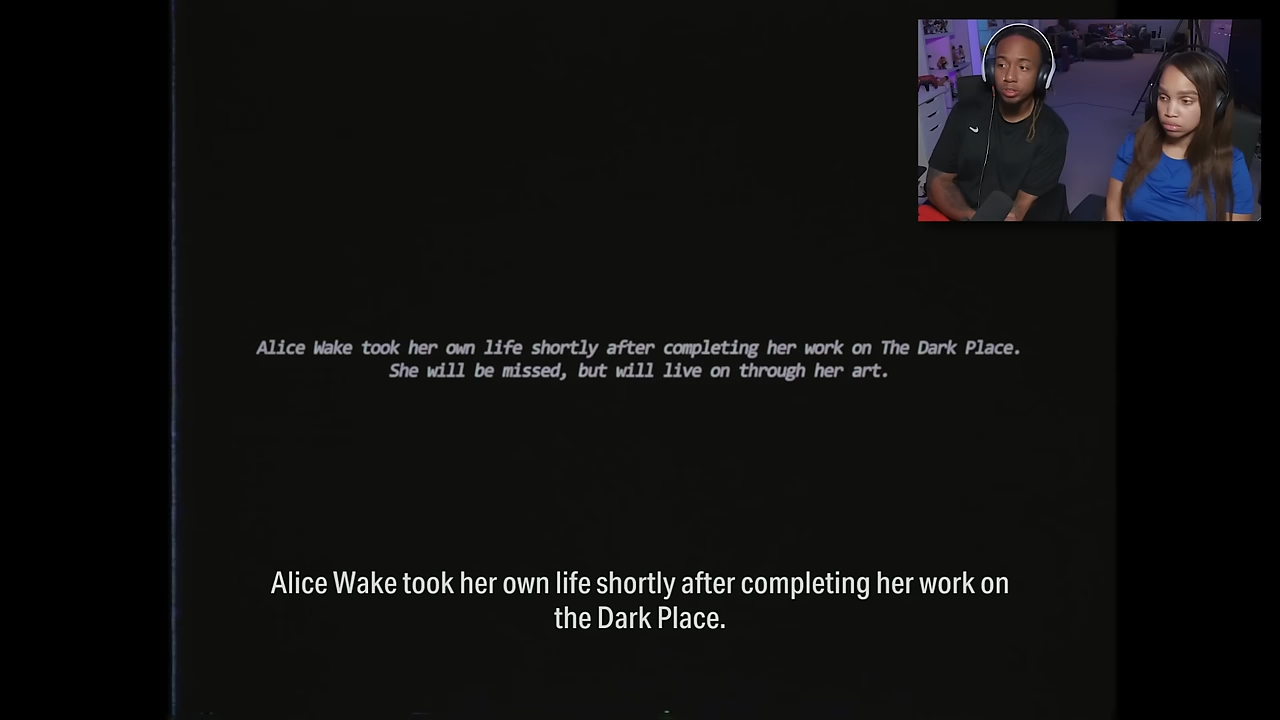 Alice Wake took her own life shortly after completing her work on The Dark Place.
She will be missed, but will live on through her art.
Alice Wake took her own life shortly after completing her work on
the Dark Place.